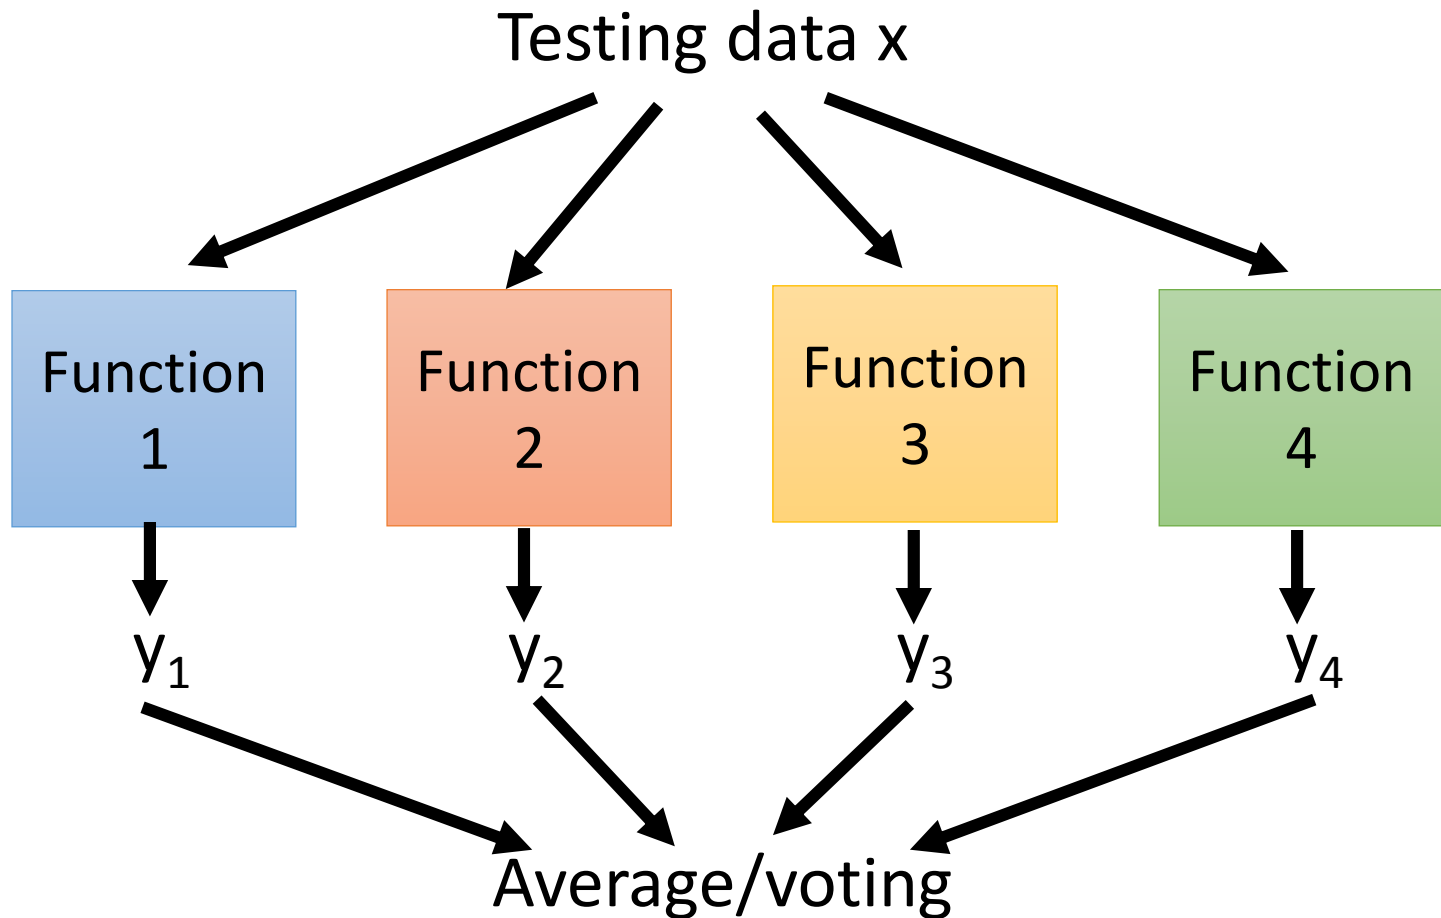 Testing data x
Function
1
Function
2
Function
3
Function
4
y₁
y₂
y₃
y₄
Average/voting